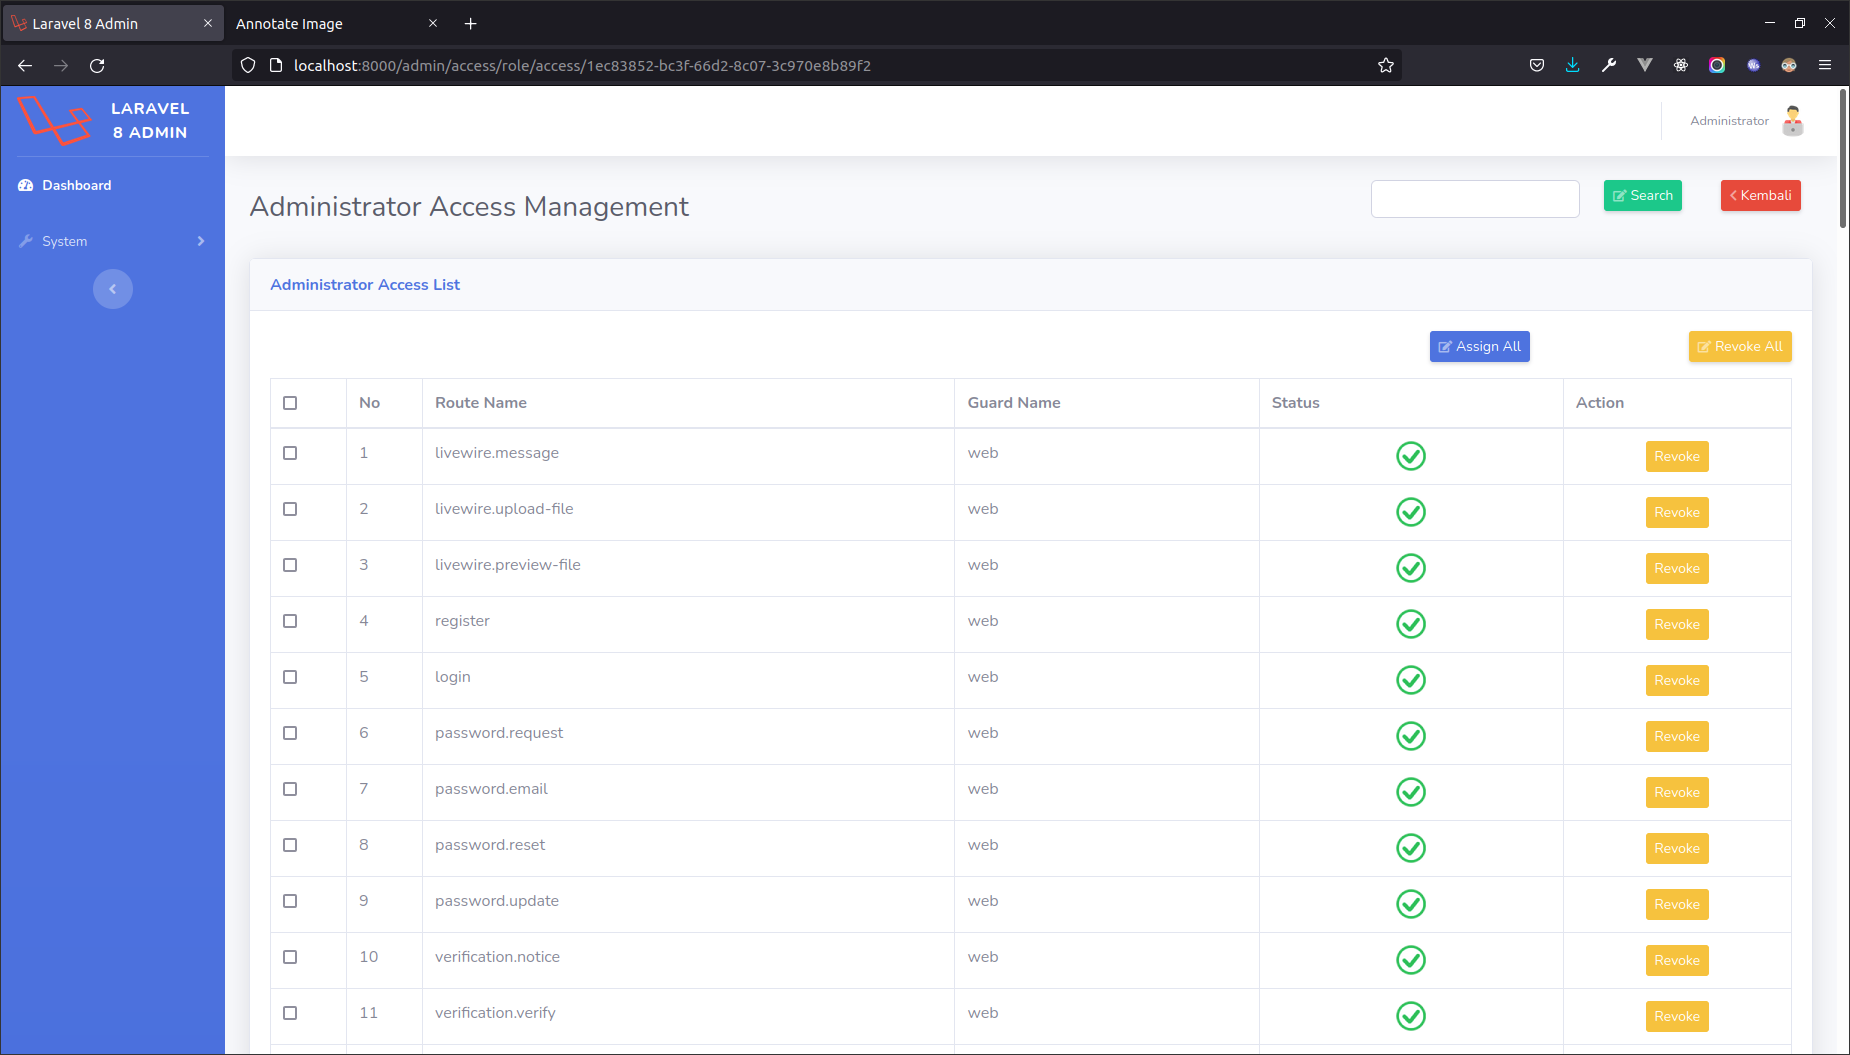 Laravel 8 Admin
Annotate Image
localhost:8000/admin/access/role/access/1ec83852-bc3f-66d2-8c07-3c970e8b89f2
LARAVEL
8 ADMIN
Administrator
Dashboard
System
Administrator Access Management
Search
Kembali
Administrator Access List
Assign All
Revoke All
No Route Name Guard Name Status Action
1 livewire.message web Revoke
2 livewire.upload-file web Revoke
3 livewire.preview-file web Revoke
4 register web Revoke
5 login web Revoke
6 password.request web Revoke
7 password.email web Revoke
8 password.reset web Revoke
9 password.update web Revoke
10 verification.notice web Revoke
11 verification.verify web Revoke